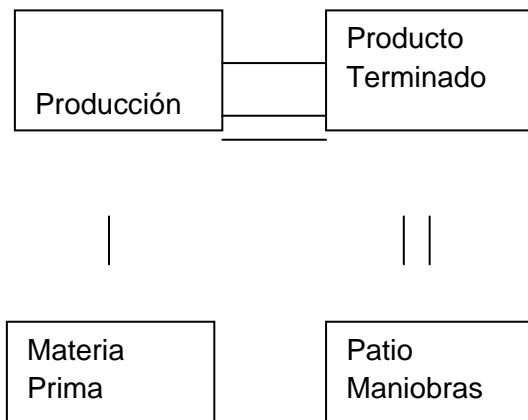 Producción
Producto
Terminado
Materia
Prima
Patio
Maniobras